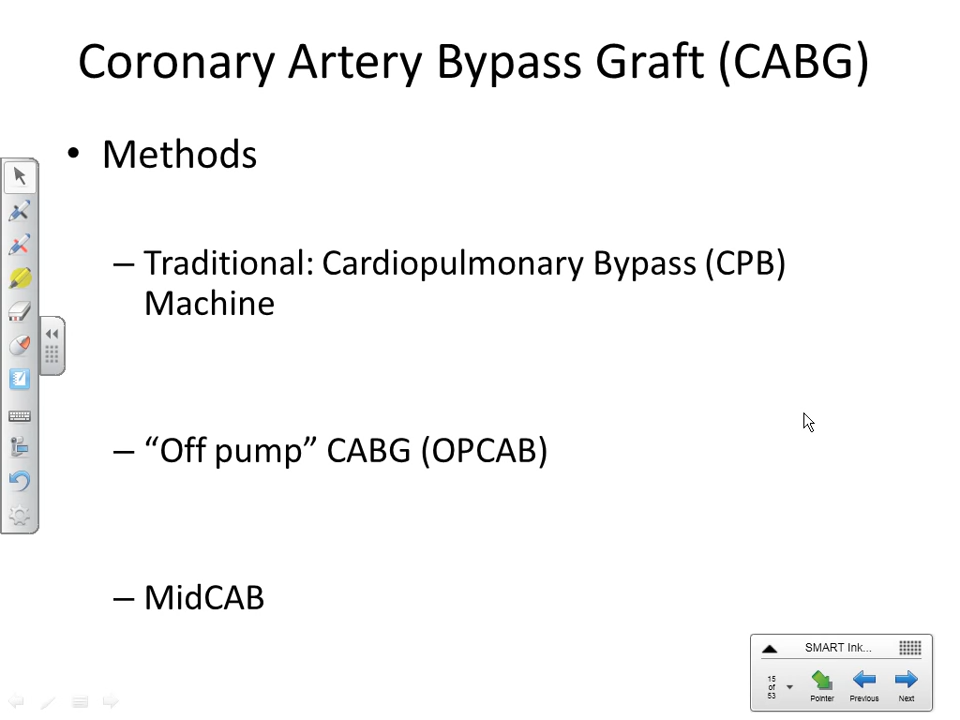 Coronary Artery Bypass Graft (CABG)
• Methods
– Traditional: Cardiopulmonary Bypass (CPB)
Machine
– “Off pump” CABG (OPCAB)
– MidCAB
SMART Ink...
15
of
53
Pointer
Previous
Next